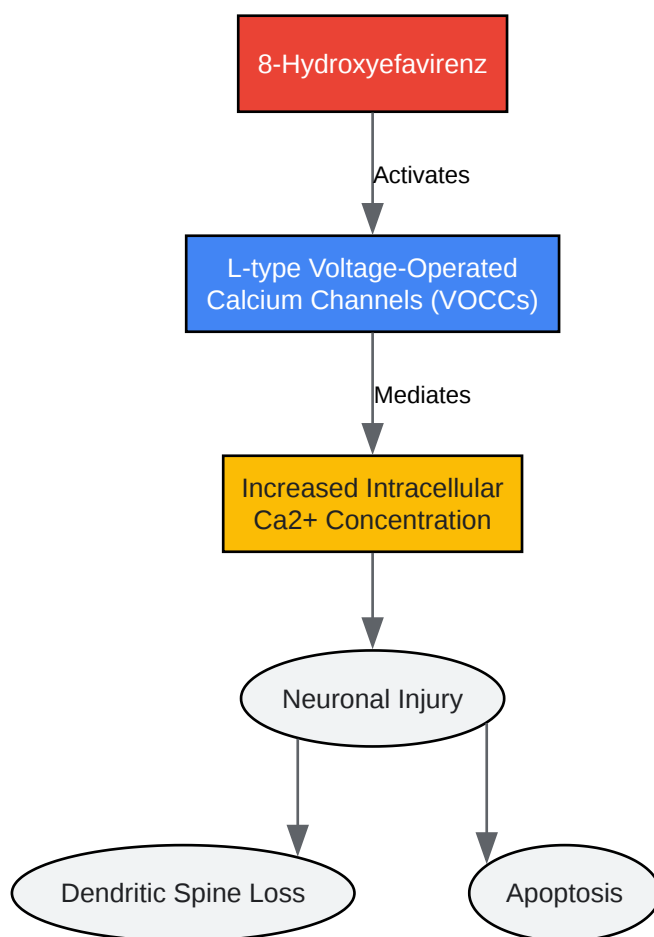 8-Hydroxyefavirenz
Activates
L-type Voltage-Operated
Calcium Channels (VOCCs)
Mediates
Increased Intracellular
Ca2+ Concentration
Neuronal Injury
Dendritic Spine Loss
Apoptosis